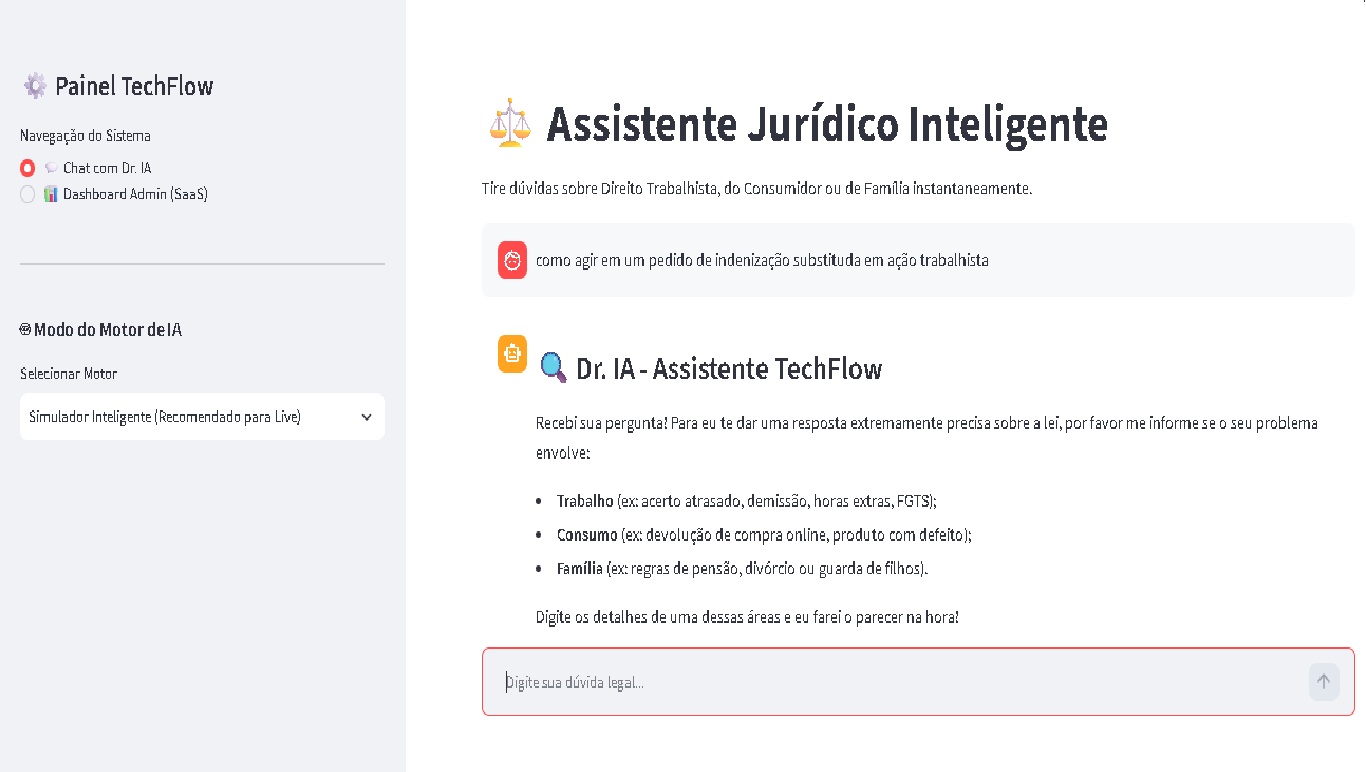 Painel TechFlow
Navegação do Sistema
Chat com Dr. IA
Dashboard Admin (SaaS)
Modo do Motor de IA
Selecionar Motor
Simulador Inteligente (Recomendado para Live)
Assistente Jurídico Inteligente
Tire dúvidas sobre Direito Trabalhista, do Consumidor ou de Família instantaneamente.
como agir em um pedido de indenização substituda em ação trabalhista
Dr. IA - Assistente TechFlow
Recebi sua pergunta! Para eu te dar uma resposta extremamente precisa sobre a lei, por favor me informe se o seu problema
envolve:
• Trabalho (ex: acerto atrasado, demissão, horas extras, FGTS);
• Consumo (ex: devolução de compra online, produto com defeito);
• Família (ex: regras de pensão, divórcio ou guarda de filhos).
Digite os detalhes de uma dessas áreas e eu farei o parecer na hora!
Digite sua dúvida legal...